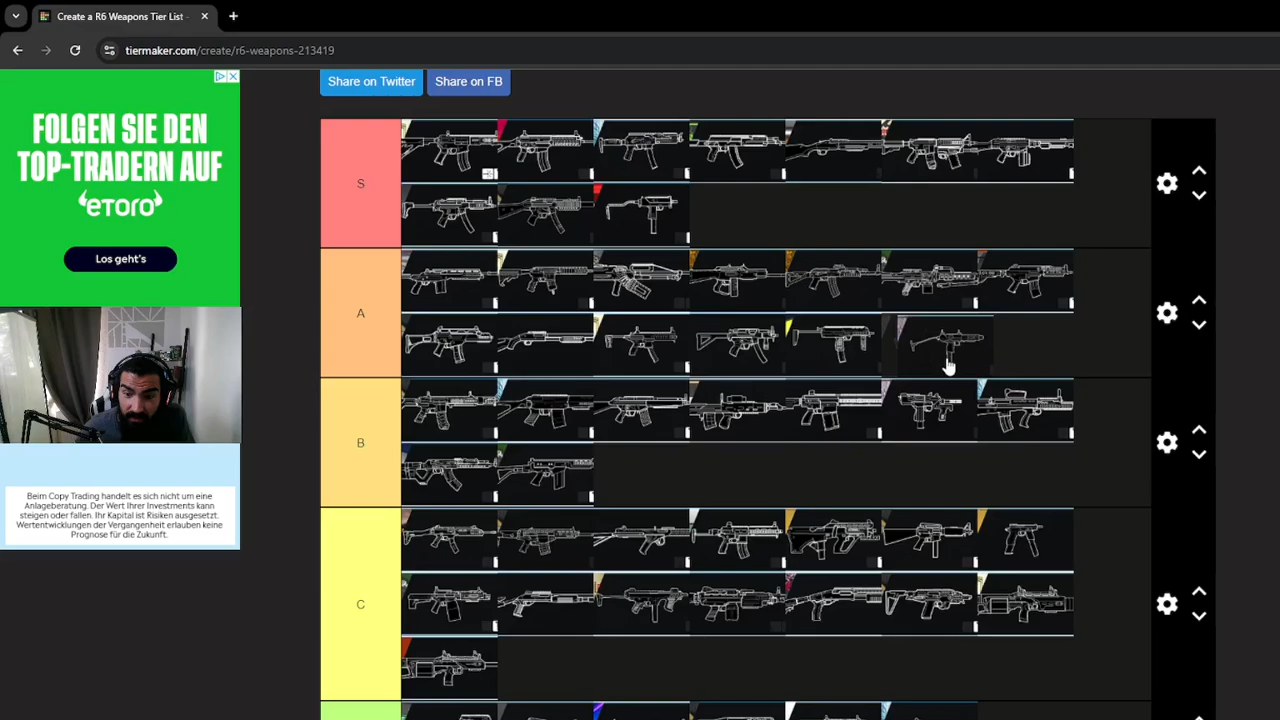 Create a R6 Weapons Tier List -
tiermaker.com/create/r6-weapons-213419
Share on Twitter
Share on FB
FOLGEN SIE DEN
TOP-TRADERN AUF
eTORO
Los geht's
Beim Copy Trading handelt es sich nicht um eine
Anlageberatung. Der Wert Ihrer Investments kann
steigen oder fallen. Ihr Kapital ist Risiken ausgesetzt.
Wertentwicklungen der Vergangenheit erlauben keine
Prognose für die Zukunft.
S
A
B
C